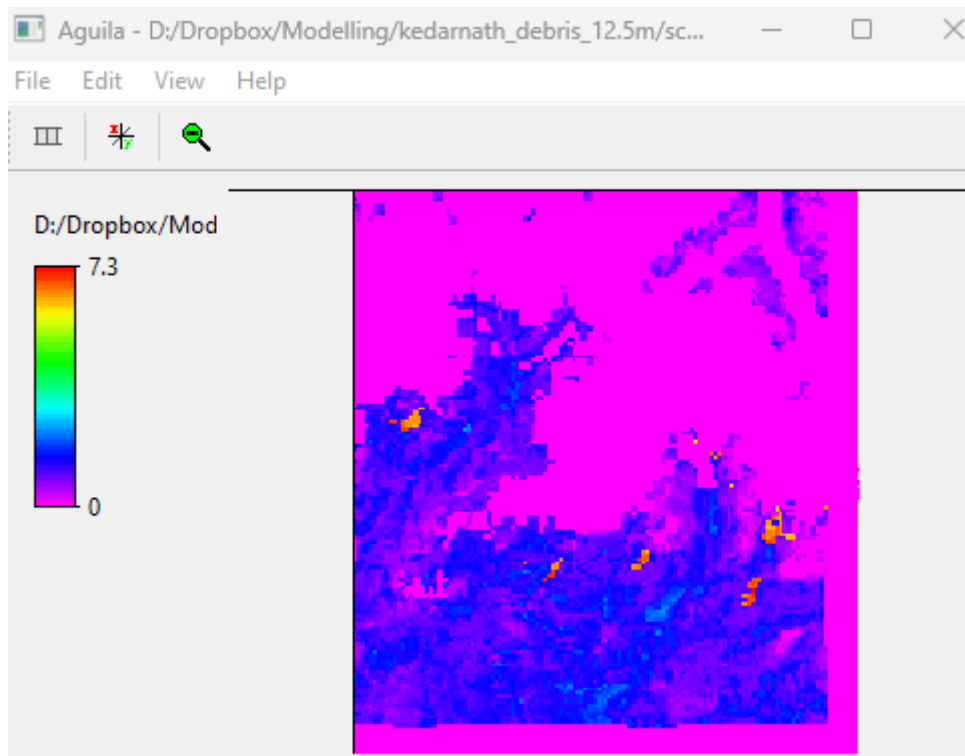 Aguila - D:/Dropbox/Modelling/kedarnath_debris_12.5m/sc...
File Edit View Help
D:/Dropbox/Mod
7.3
0